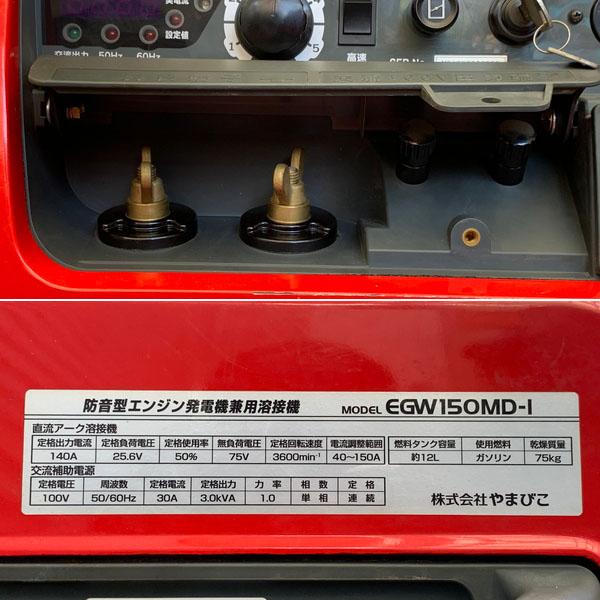 交流出力 50Hz 60Hz
設定値
1 5
高速
防音型エンジン発電機兼用溶接機 MODEL EGW150MD-I
直流アーク溶接機
定格出力電流 定格負荷電圧 定格使用率 無負荷電圧 定格回転速度 電流調整範囲 燃料タンク容量 使用燃料 乾燥質量
140A 25.6V 50% 75V 3600min⁻¹ 40~150A 約12L ガソリン 75kg
交流補助電源
定格電圧 周波数 定格電流 定格出力 力率 相数 定格
100V 50/60Hz 30A 3.0kVA 1.0 単相 連続
株式会社やまびこ